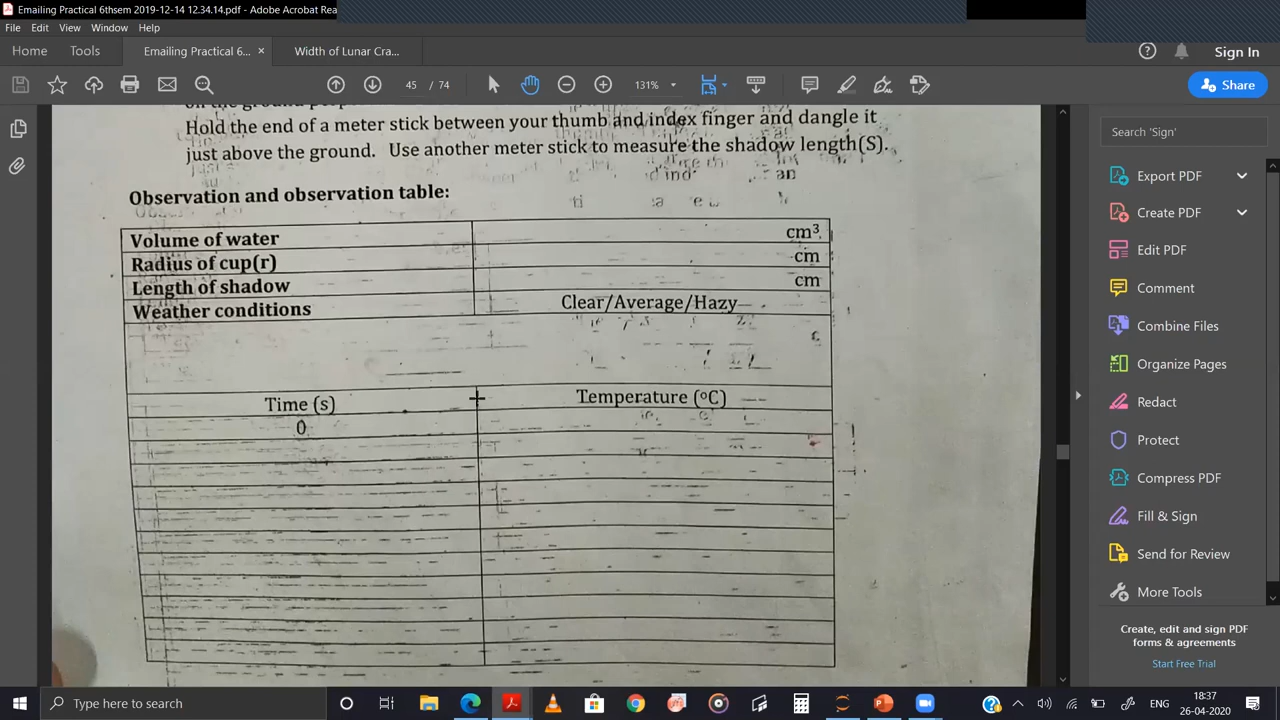 Emailing Practical 6thsem 2019-12-14 12.34.14.pdf - Adobe Acrobat Rea
File Edit View Window Help
Home Tools Emailing Practical 6... × Width of Lunar Cra... Sign In
45 / 74 131% Share
Hold the end of a meter stick between your thumb and index finger and dangle it
just above the ground. Use another meter stick to measure the shadow length(S).
Observation and observation table:
Volume of water cm³
Radius of cup(r) cm
Length of shadow cm
Weather conditions Clear/Average/Hazy
Time (s) Temperature (°C)
0
Search 'Sign'
Export PDF
Create PDF
Edit PDF
Comment
Combine Files
Organize Pages
Redact
Protect
Compress PDF
Fill & Sign
Send for Review
More Tools
Create, edit and sign PDF
forms & agreements
Start Free Trial
Type here to search
ENG
18:37
26-04-2020